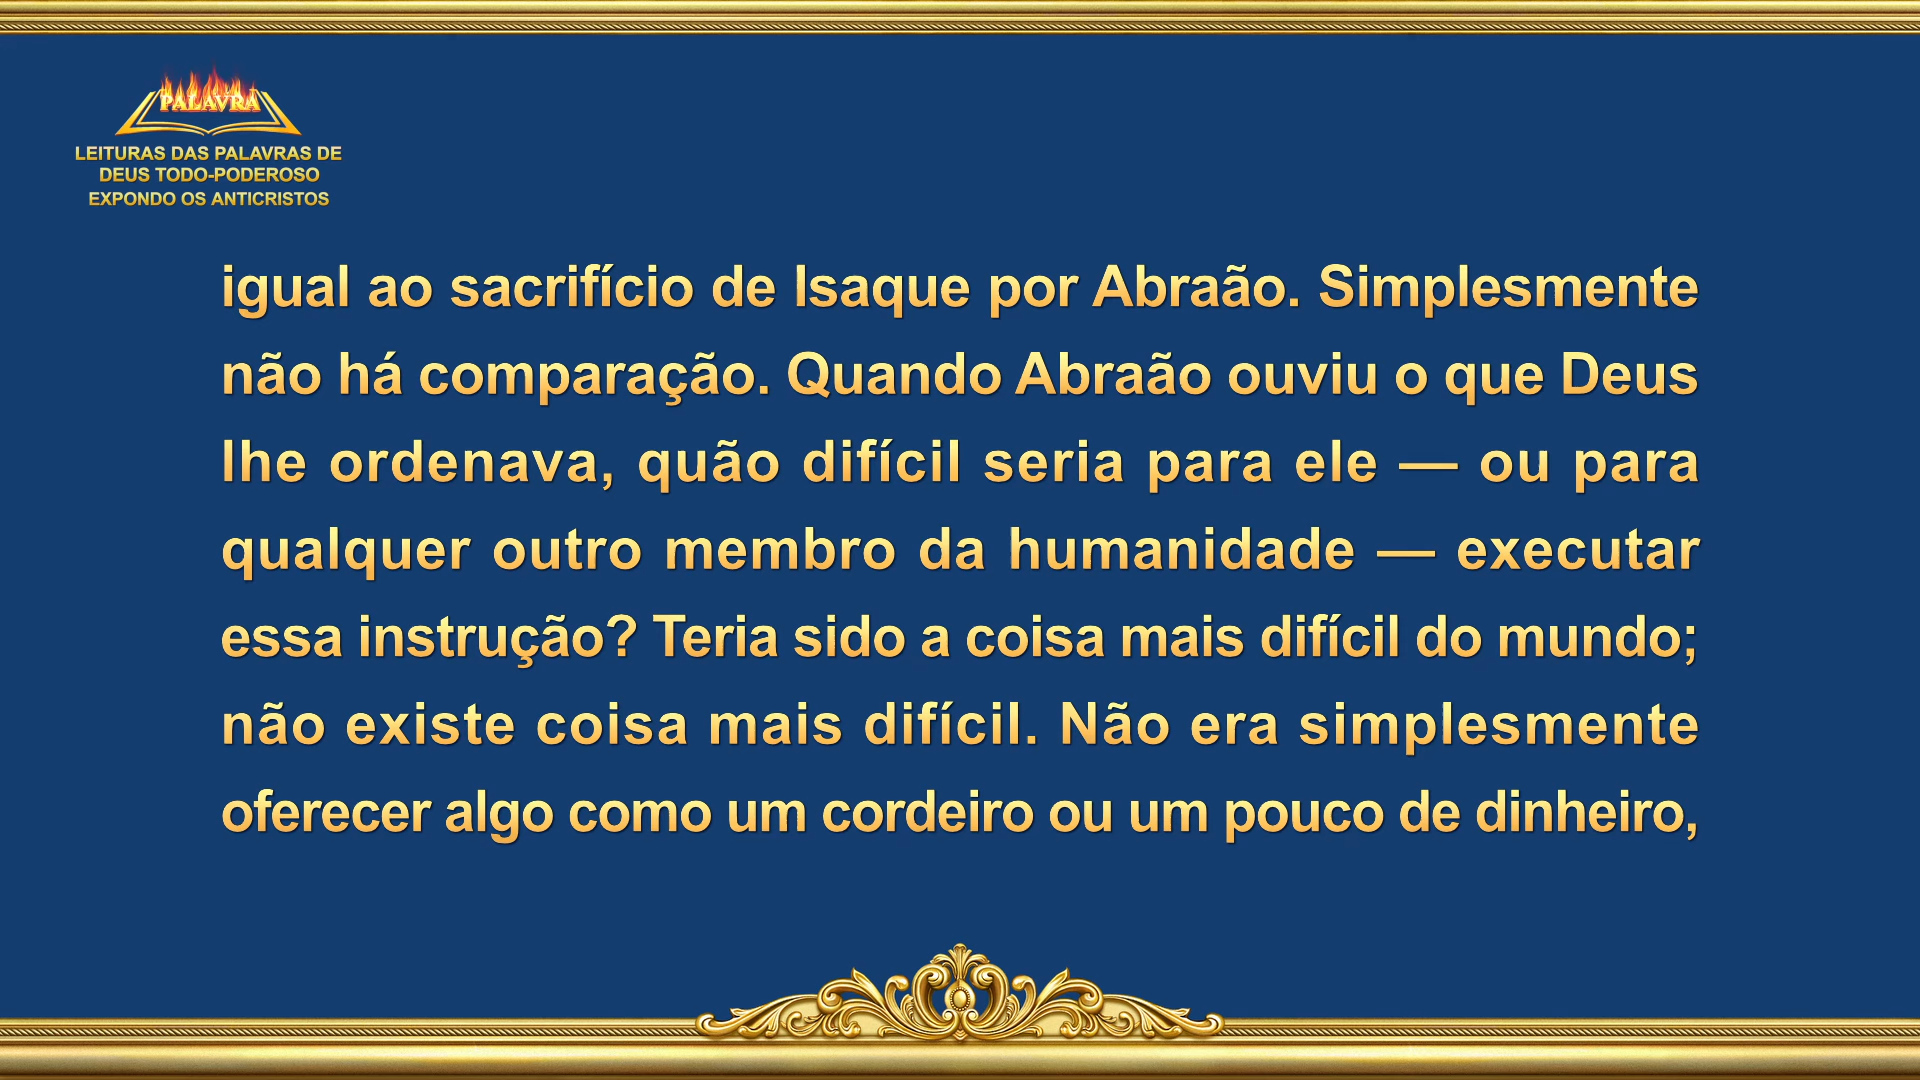 PALAVRA
LEITURAS DAS PALAVRAS DE
DEUS TODO-PODEROSO
EXPONDO OS ANTICRISTOS
igual ao sacrifício de Isaque por Abraão. Simplesmente
não há comparação. Quando Abraão ouviu o que Deus
lhe ordenava, quão difícil seria para ele — ou para
qualquer outro membro da humanidade — executar
essa instrução? Teria sido a coisa mais difícil do mundo;
não existe coisa mais difícil. Não era simplesmente
oferecer algo como um cordeiro ou um pouco de dinheiro,